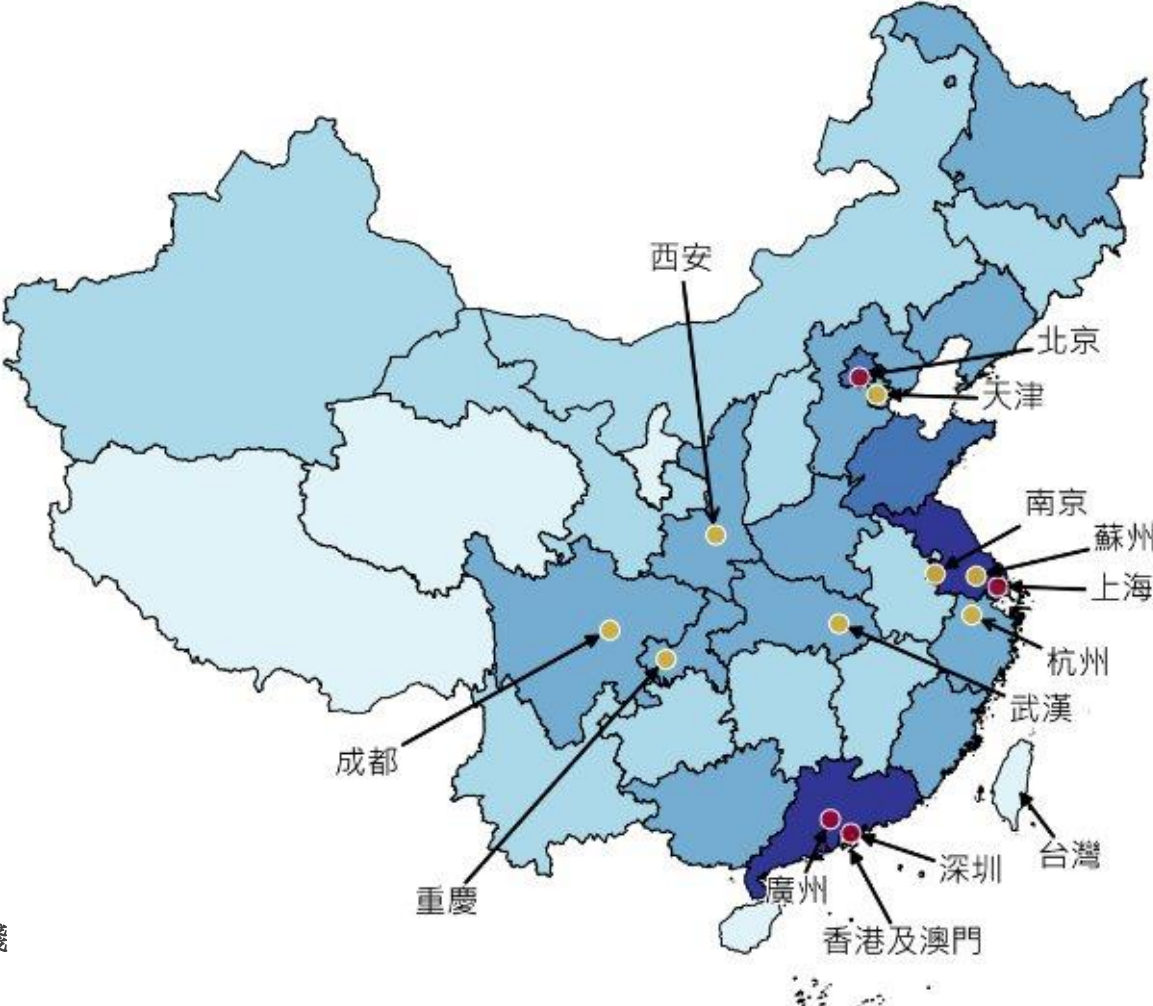 西安
北京
天津
南京
蘇州
上海
杭州
武漢
成都
台灣
深圳
廣州
重慶
香港及澳門